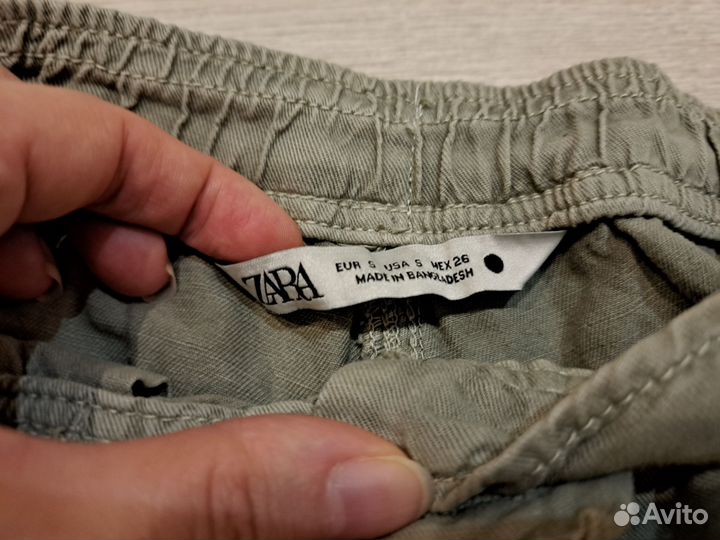 ZARA
EUR S USA S MEX 26
MADE IN BANGLADESH
Avito